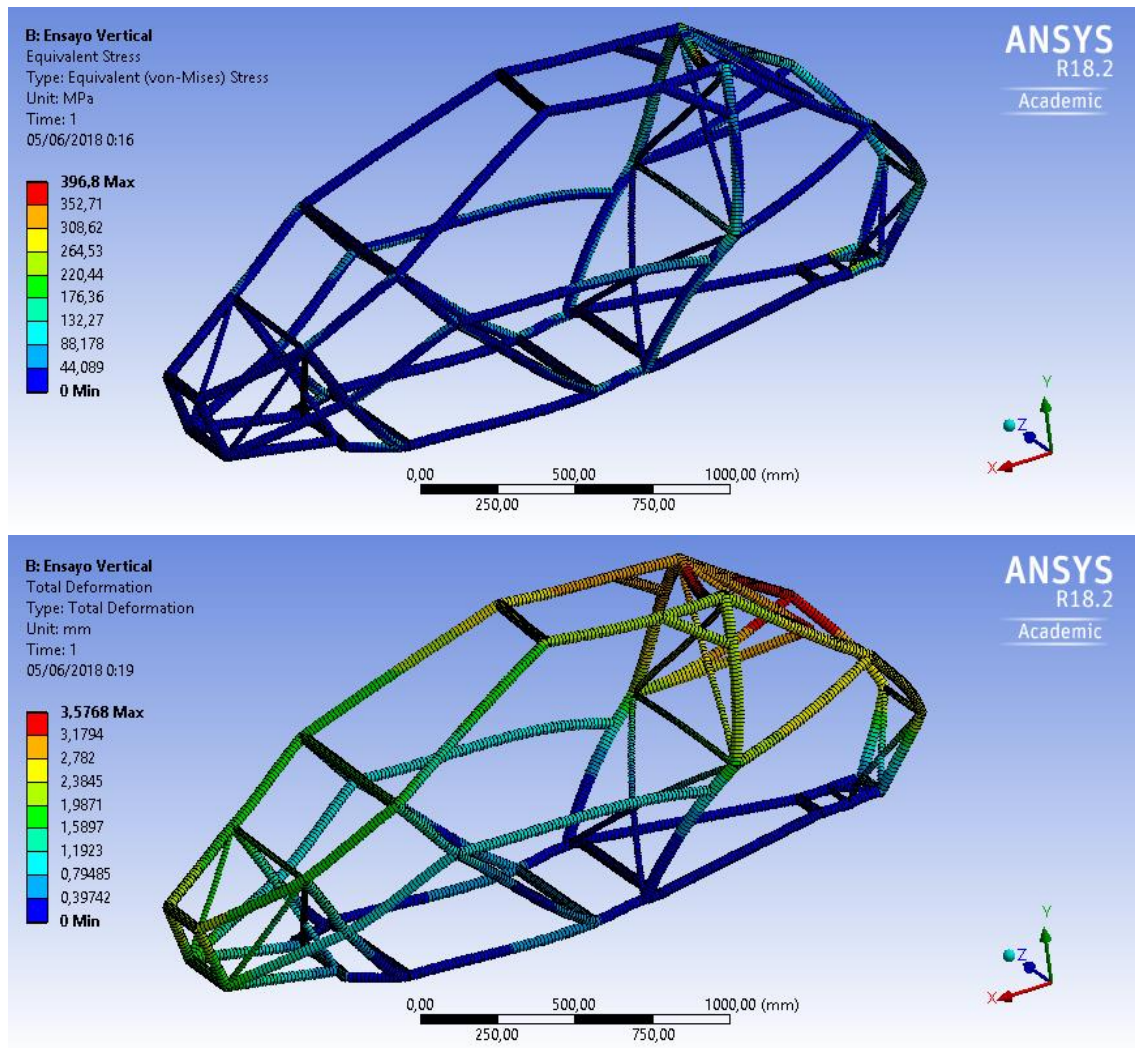 B: Ensayo Vertical
Equivalent Stress
Type: Equivalent (von-Mises) Stress
Unit: MPa
Time: 1
05/06/2018 0:16
396,8 Max
352,71
308,62
264,53
220,44
176,36
132,27
88,178
44,089
0 Min
ANSYS
R18.2
Academic
Y
Z
X
0,00 500,00 1000,00 (mm)
250,00 750,00
B: Ensayo Vertical
Total Deformation
Type: Total Deformation
Unit: mm
Time: 1
05/06/2018 0:19
3,5768 Max
3,1794
2,782
2,3845
1,9871
1,5897
1,1923
0,79485
0,39742
0 Min
ANSYS
R18.2
Academic
Y
Z
X
0,00 500,00 1000,00 (mm)
250,00 750,00